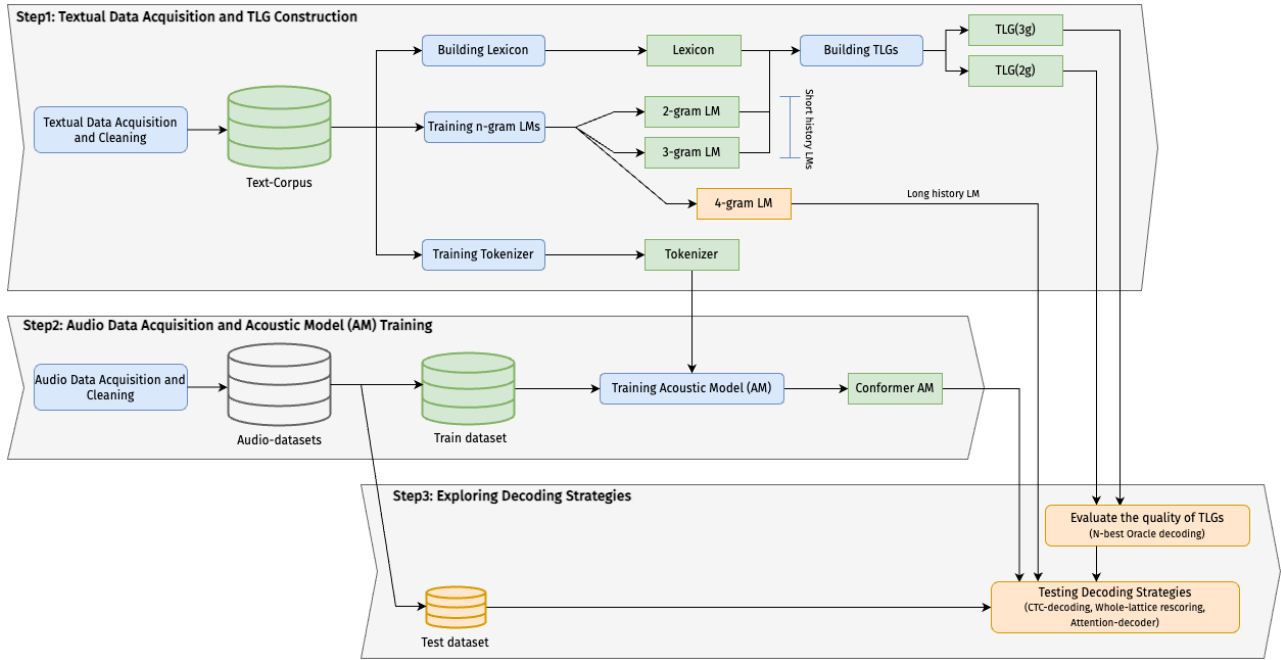 Step1: Textual Data Acquisition and TLG Construction
Building Lexicon
Lexicon
Building TLGs
TLG(3g)
TLG(2g)
Textual Data Acquisition
and Cleaning
Text-Corpus
Training n-gram LMs
2-gram LM
3-gram LM
Short history LMs
4-gram LM
Long history LM
Training Tokenizer
Tokenizer
Step2: Audio Data Acquisition and Acoustic Model (AM) Training
Audio Data Acquisition and
Cleaning
Audio-datasets
Train dataset
Training Acoustic Model (AM)
Conformer AM
Step3: Exploring Decoding Strategies
Evaluate the quality of TLGs
(N-best Oracle decoding)
Testing Decoding Strategies
(CTC-decoding, Whole-lattice rescoring,
Attention-decoder)
Test dataset